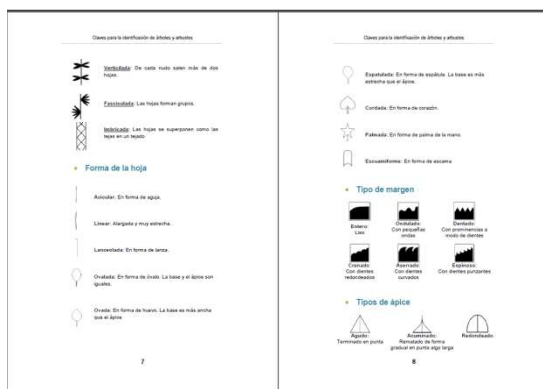 Claves para la identificación de árboles y arbustos
Verticilada: De cada nudo salen más de dos
hojas.
Fasciculada: Las hojas forman grupos.
Imbricada: Las hojas se superponen como las
tejas en un tejado
• Forma de la hoja
Acicular: En forma de aguja.
Linear: Alargada y muy estrecha.
Lanceolada: En forma de lanza.
Ovalada: En forma de óvalo. La base y el ápice son
iguales.
Ovada: En forma de huevo. La base es más ancha
que el ápice
7
Claves para la identificación de árboles y arbustos
Espatulada: En forma de espátula. La base es más
estrecha que el ápice.
Cordada: En forma de corazón.
Palmada: En forma de palma de la mano.
Escuamiforme: En forma de escama
• Tipo de margen
Entero:
Liso
Ondulado:
Con pequeñas
ondas
Dentado:
Con prominencias a
modo de dientes
Crenado:
Con dientes
redondeados
Aserrado:
Con dientes
curvados
Espinoso:
Con dientes punzantes
• Tipos de ápice
Agudo:
Terminado en punta
Acuminado:
Rematado de forma
gradual en punta algo larga
Redondeado:
8